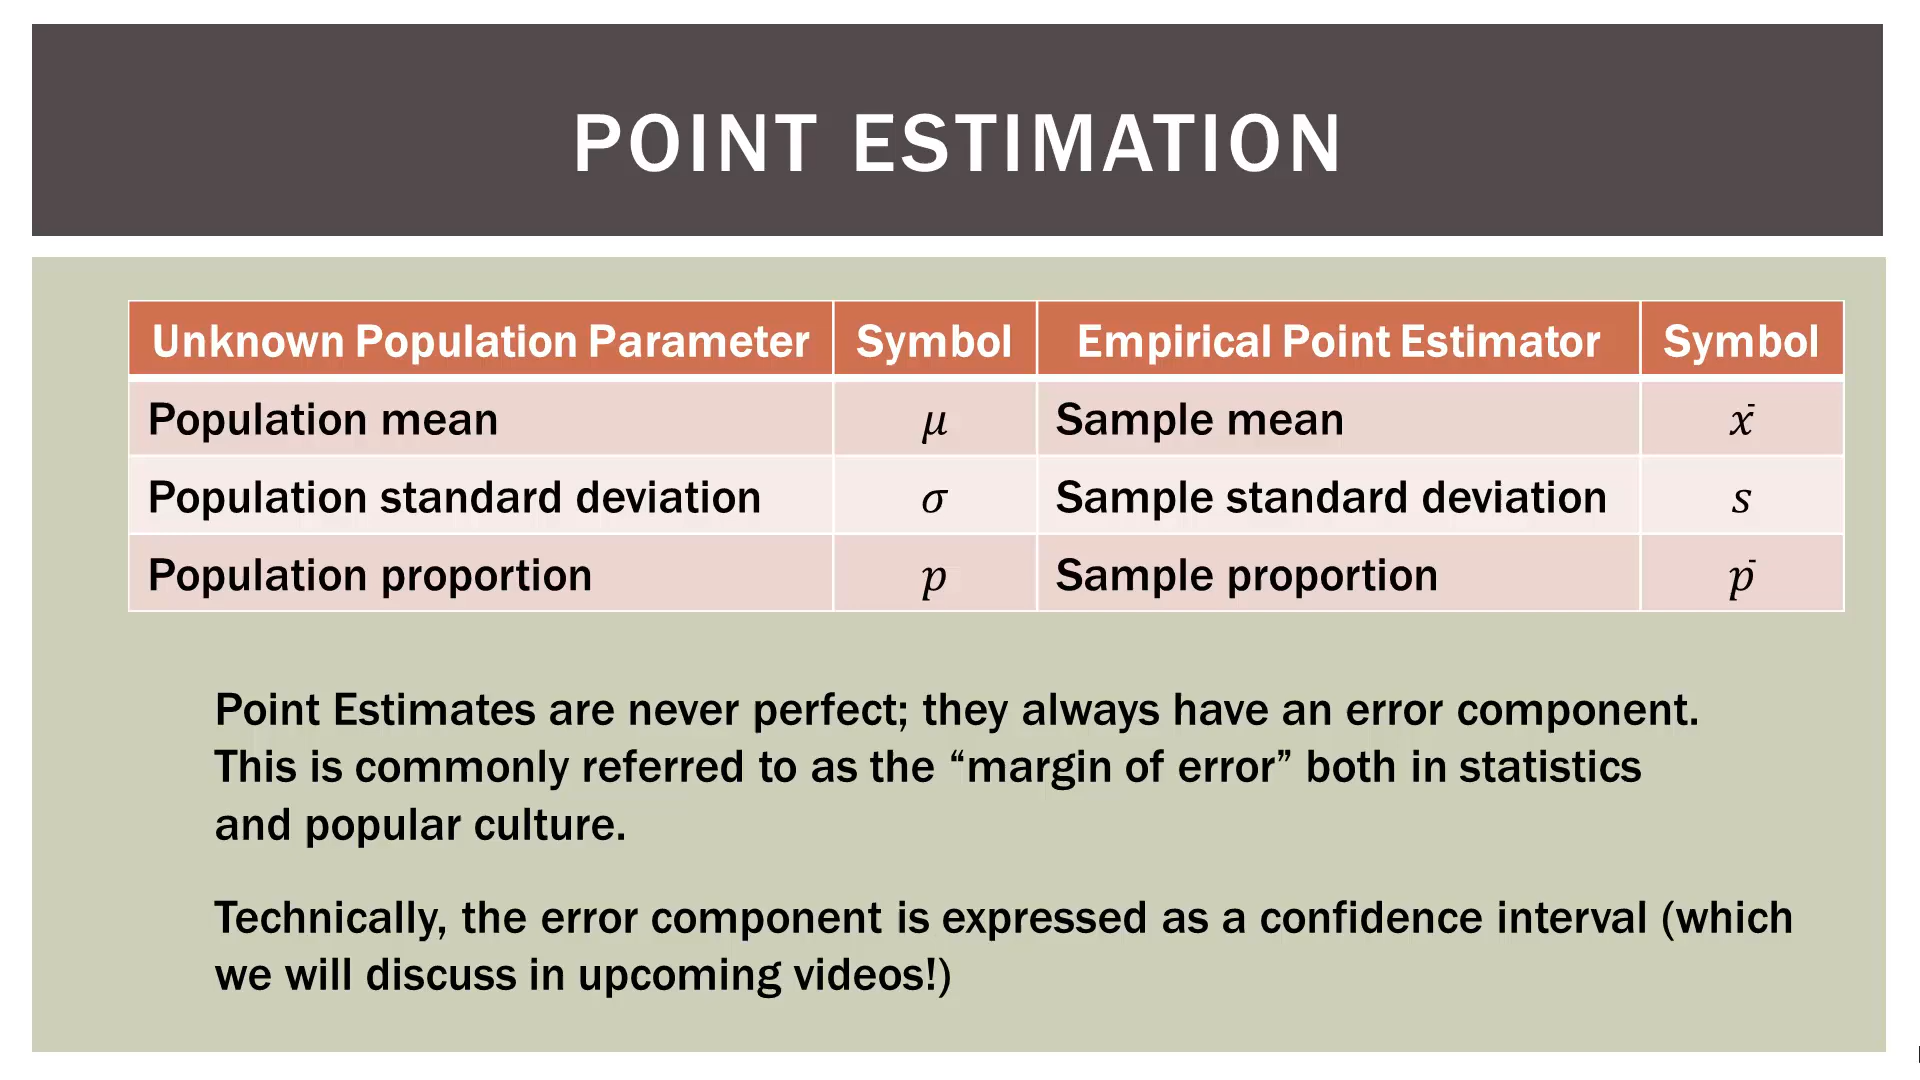 POINT ESTIMATION
Unknown Population Parameter Symbol Empirical Point Estimator Symbol
Population mean μ Sample mean x̄
Population standard deviation σ Sample standard deviation s
Population proportion p Sample proportion p̄
Point Estimates are never perfect; they always have an error component.
This is commonly referred to as the “margin of error” both in statistics
and popular culture.
Technically, the error component is expressed as a confidence interval (which
we will discuss in upcoming videos!)